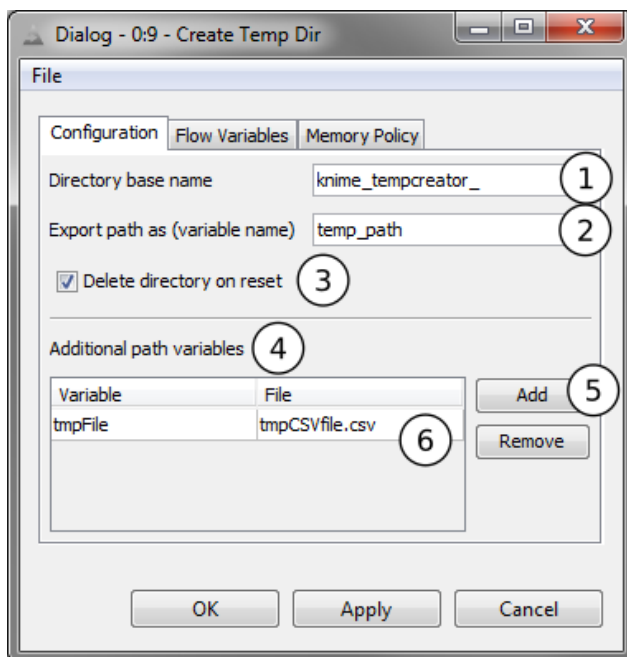 Dialog - 0:9 - Create Temp Dir
File
Configuration Flow Variables Memory Policy
Directory base name knime_tempcreator_ 1
Export path as (variable name) temp_path 2
Delete directory on reset 3
Additional path variables 4
Variable File Add 5
tmpFile tmpCSVfile.csv 6
Remove
OK Apply Cancel